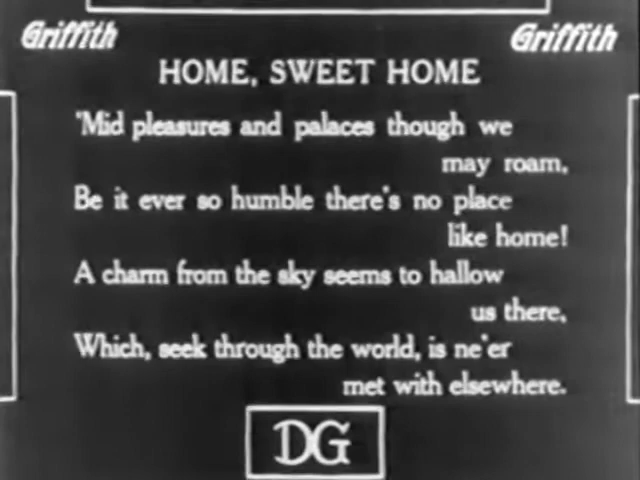 Griffith Griffith
HOME, SWEET HOME
'Mid pleasures and palaces though we
may roam,
Be it ever so humble there's no place
like home!
A charm from the sky seems to hallow
us there,
Which, seek through the world, is ne'er
met with elsewhere.
DG